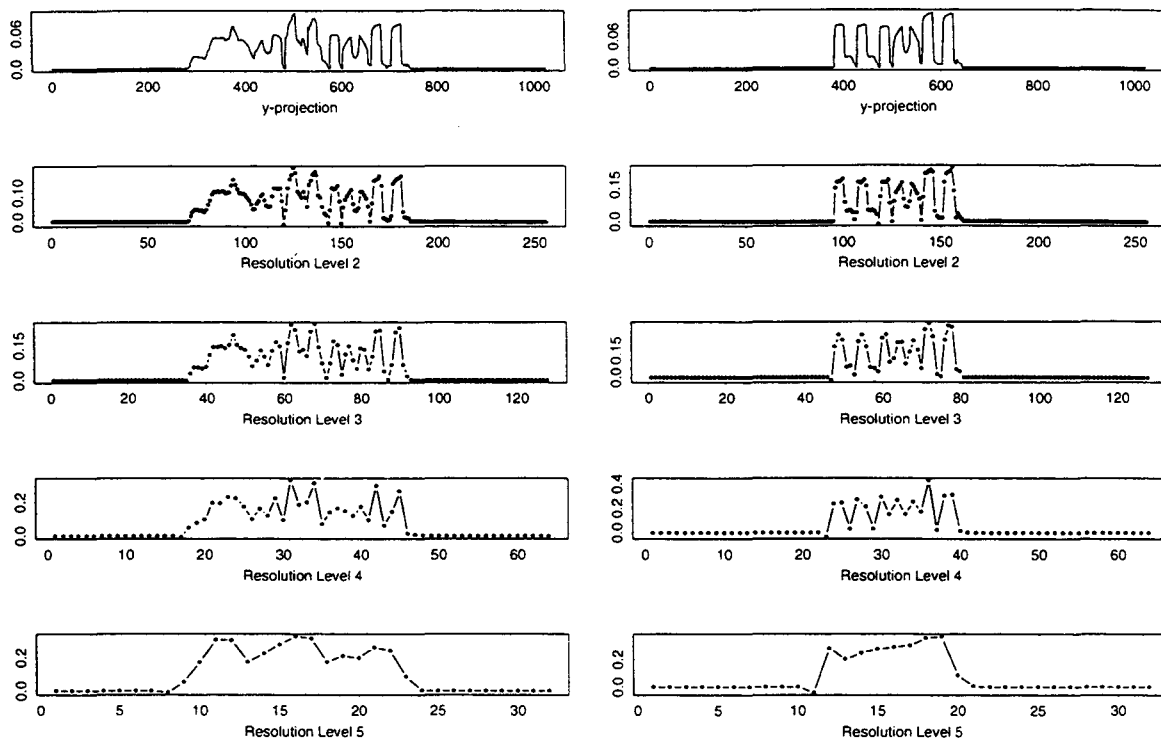 0.0 0.06
0 200 400 600 800 1000
y-projection
0.0 0.06
0 200 400 600 800 1000
y-projection
0.0 0.10
0 50 100 150 200 250
Resolution Level 2
0.0 0.15
0 50 100 150 200 250
Resolution Level 2
0.0 0.15
0 20 40 60 80 100 120
Resolution Level 3
0.0 0.15
0 20 40 60 80 100 120
Resolution Level 3
0.0 0.2
0 10 20 30 40 50 60
Resolution Level 4
0.0 0.2 0.4
0 10 20 30 40 50 60
Resolution Level 4
0.0 0.2
0 5 10 15 20 25 30
Resolution Level 5
0.0 0.2
0 5 10 15 20 25 30
Resolution Level 5